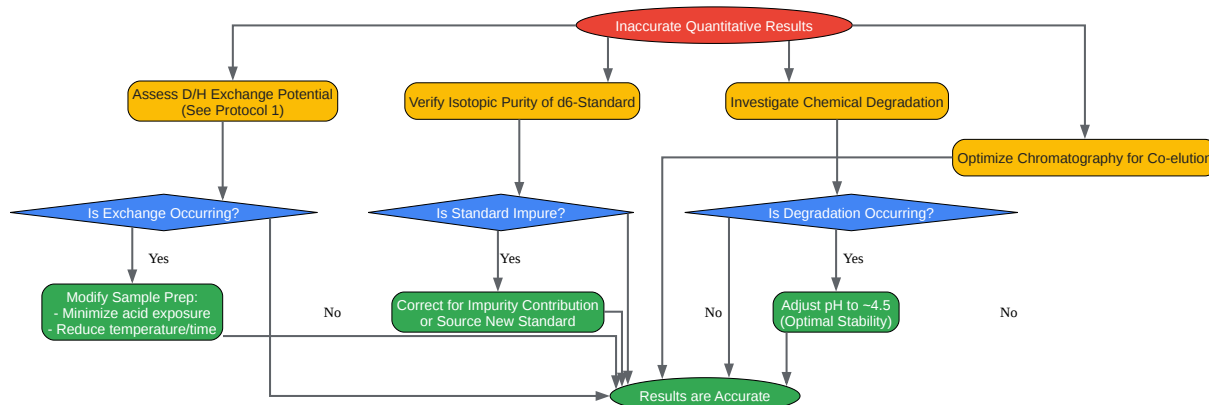 Inaccurate Quantitative Results
Assess D/H Exchange Potential
(See Protocol 1)
Verify Isotopic Purity of d6-Standard
Investigate Chemical Degradation
Optimize Chromatography for Co-elution
Is Exchange Occurring?
Is Standard Impure?
Is Degradation Occurring?
Yes
Yes
Yes
Modify Sample Prep:
- Minimize acid exposure
- Reduce temperature/time
No
Correct for Impurity Contribution
or Source New Standard
No
Adjust pH to ~4.5
(Optimal Stability)
No
Results are Accurate